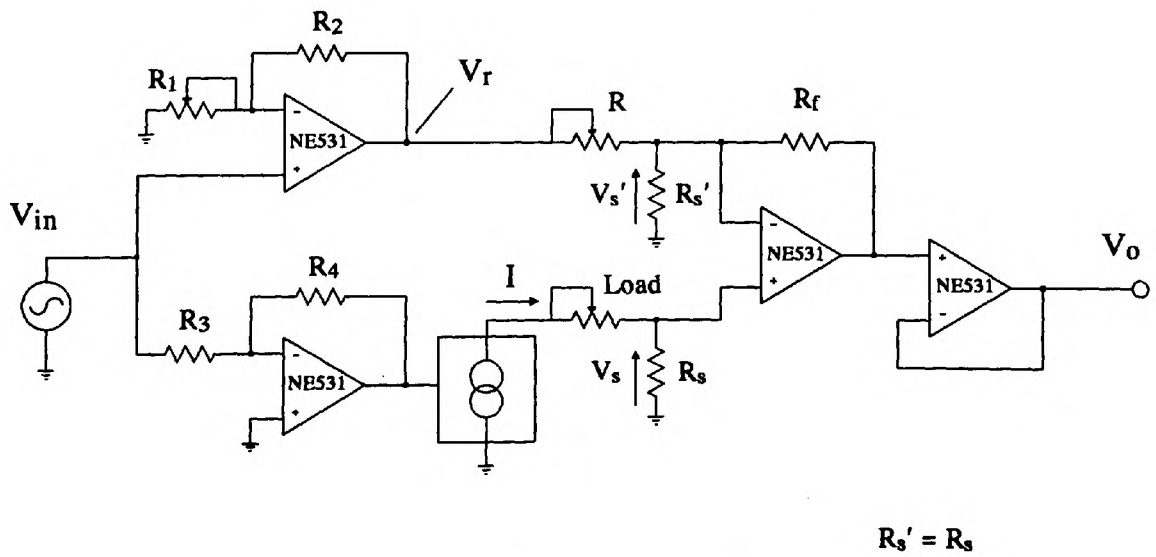 R2
R1
Vr
-
NE531
+
R
Rf
Vs'
Rs'
Vin
-
NE531
+
Vo
+
NE531
-
R4
I
Load
R3
-
NE531
+
Vs
Rs
Rs' = Rs